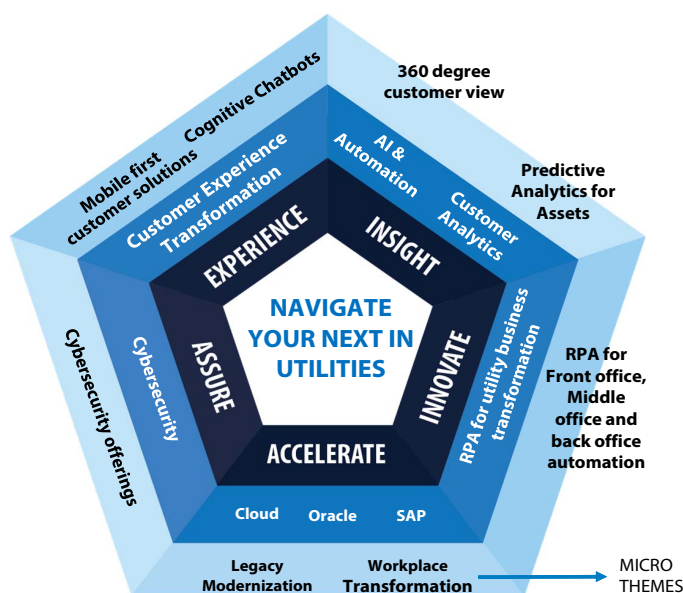 Cognitive Chatbots
Mobile first
customer solutions
360 degree
customer view
Predictive
Analytics for
Assets
Customer Experience
Transformation
AI &
Automation
Customer
Analytics
EXPERIENCE
INSIGHT
NAVIGATE
YOUR NEXT IN
UTILITIES
ASSURE
INNOVATE
ACCELERATE
Cybersecurity
Cybersecurity offerings
RPA for utility business
transformation
RPA for
Front office,
Middle
office and
back office
automation
Cloud
Oracle
SAP
Legacy
Modernization
Workplace
Transformation
MICRO
THEMES